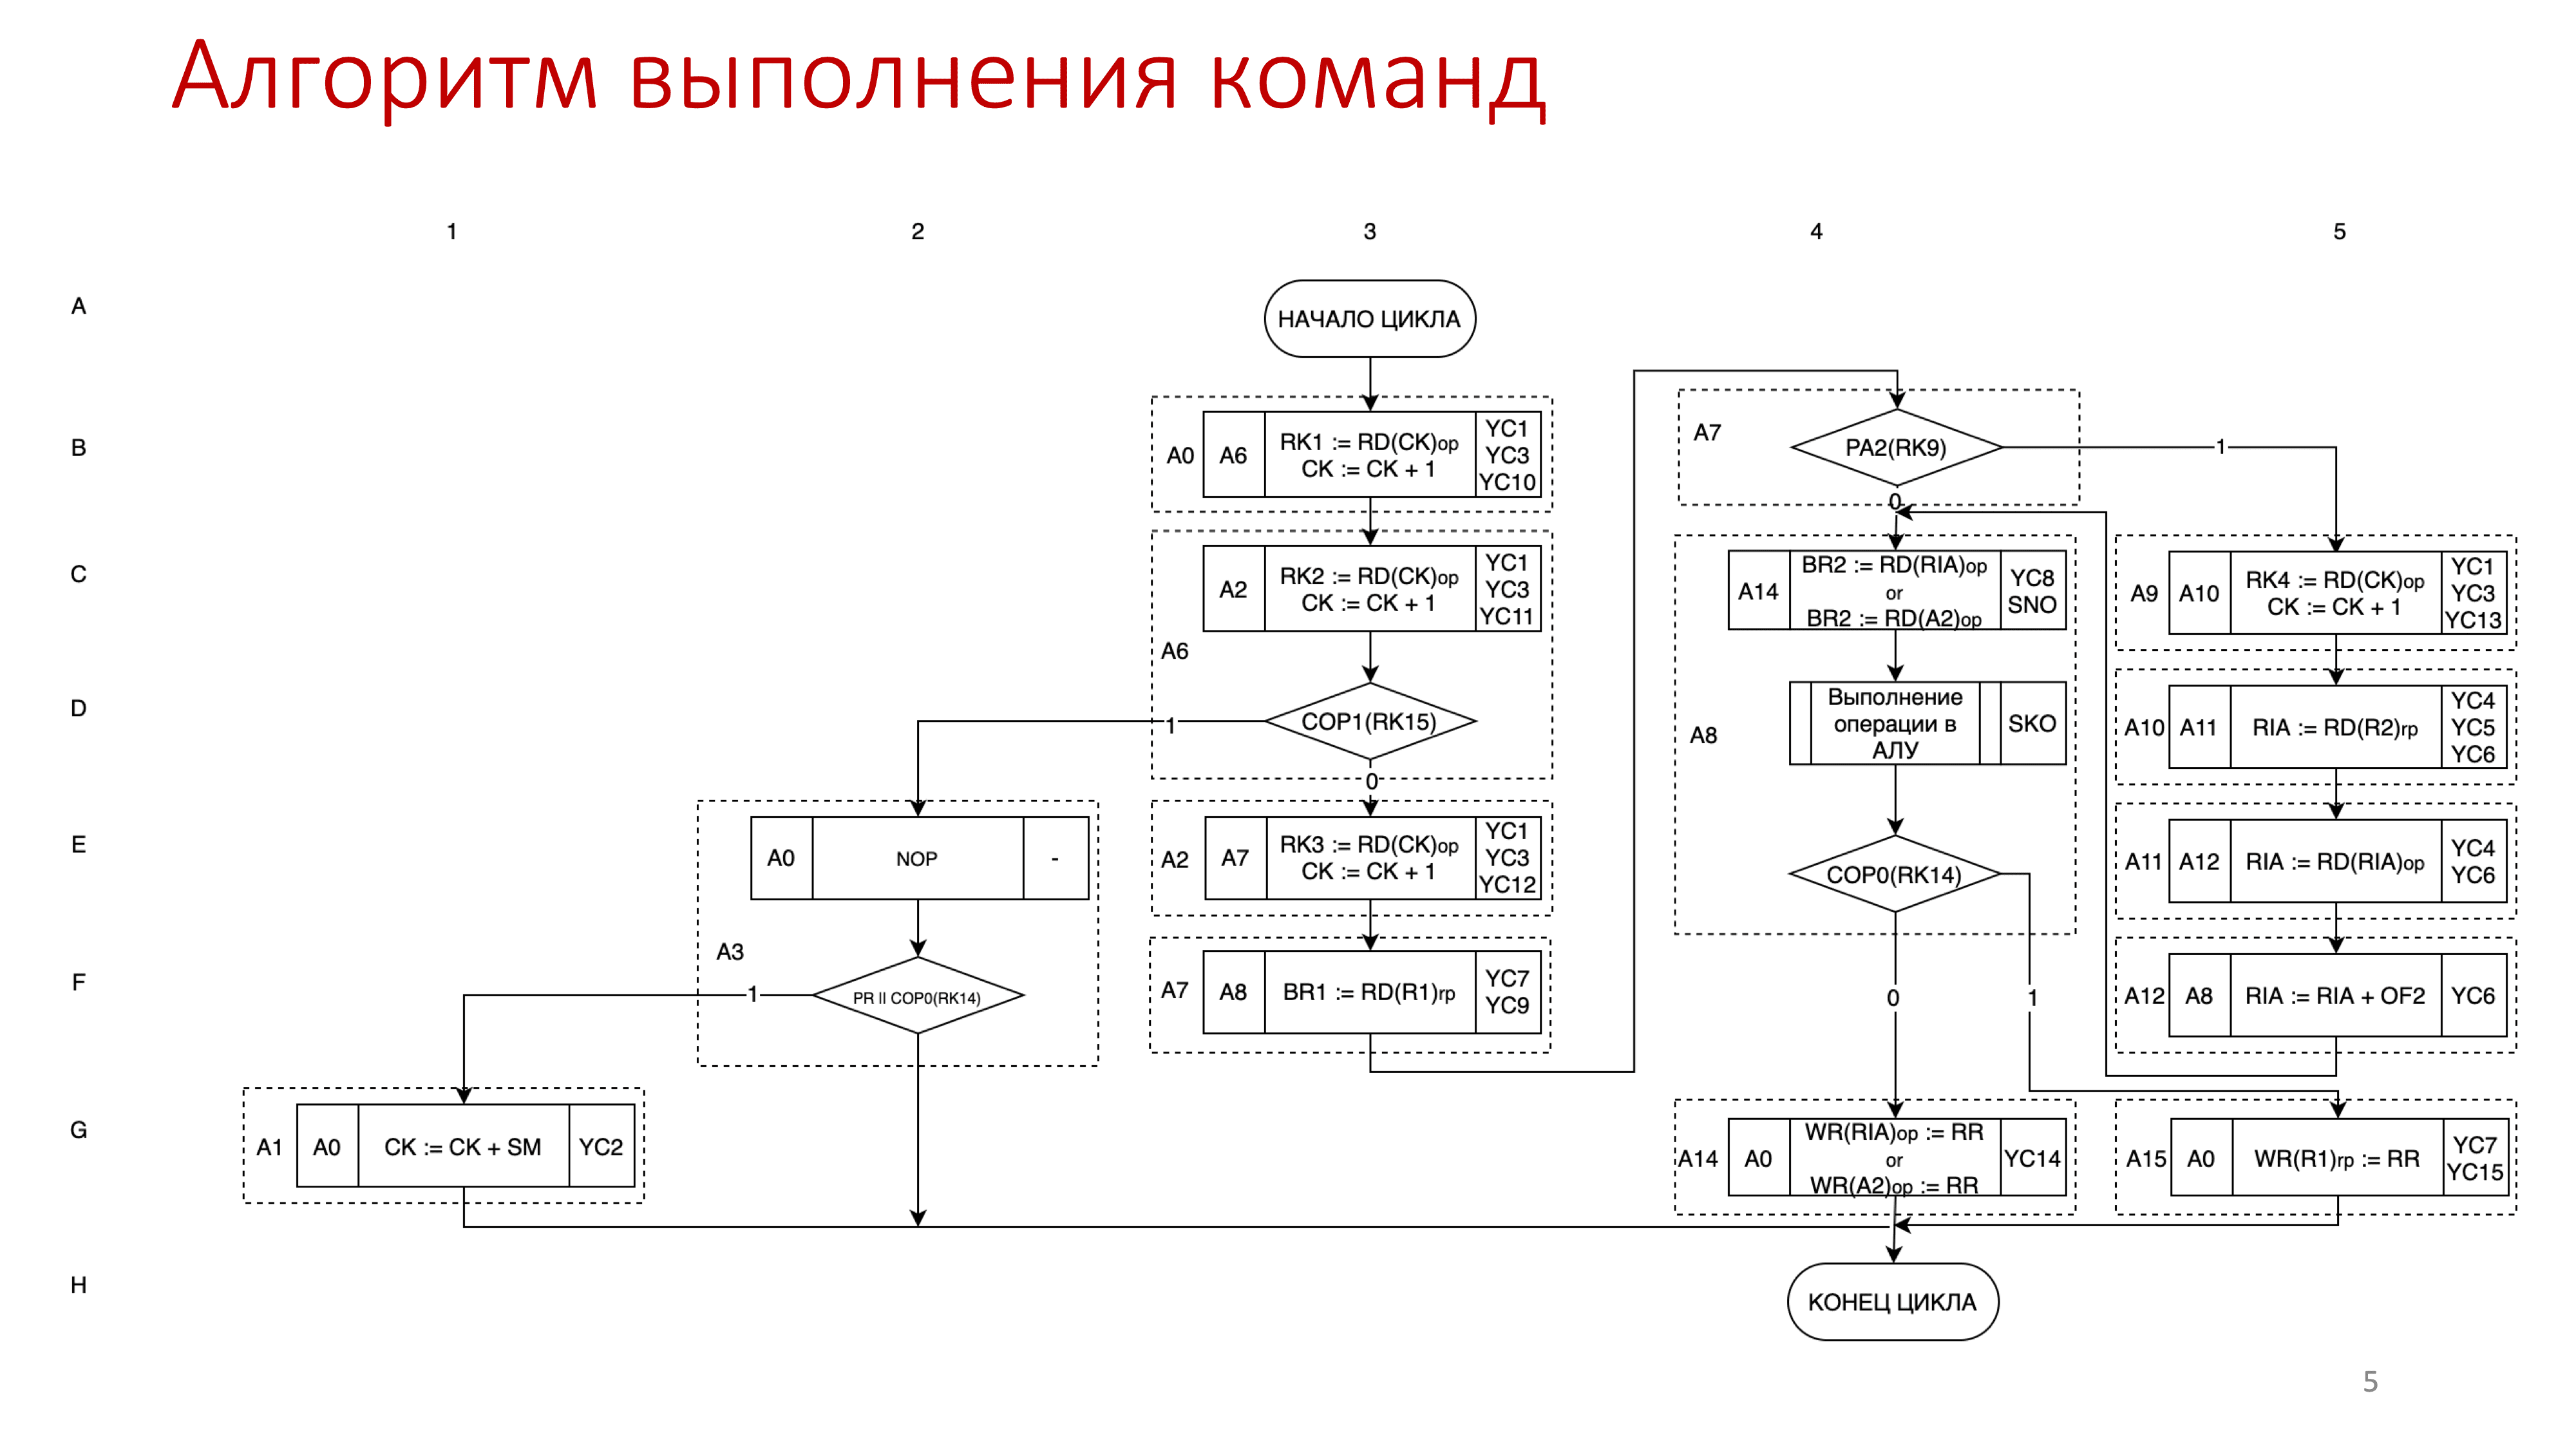 Алгоритм выполнения команд
1
2
3
4
5
A
B
C
D
E
F
G
H
НАЧАЛО ЦИКЛА
A0
A6
RK1 := RD(CK)op
CK := CK + 1
YC1
YC3
YC10
A6
A2
RK2 := RD(CK)op
CK := CK + 1
YC1
YC3
YC11
COP1(RK15)
1
0
A3
A0
NOP
-
PR II COP0(RK14)
1
A1
A0
CK := CK + SM
YC2
A2
A7
RK3 := RD(CK)op
CK := CK + 1
YC1
YC3
YC12
A7
A8
BR1 := RD(R1)rp
YC7
YC9
A7
PA2(RK9)
1
0
A8
A14
BR2 := RD(RIA)op
or
BR2 := RD(A2)op
YC8
SNO
Выполнение
операции в
АЛУ
SKO
COP0(RK14)
0
1
A9
A10
RK4 := RD(CK)op
CK := CK + 1
YC1
YC3
YC13
A10
A11
RIA := RD(R2)rp
YC4
YC5
YC6
A11
A12
RIA := RD(RIA)op
YC4
YC6
A12
A8
RIA := RIA + OF2
YC6
A14
A0
WR(RIA)op := RR
or
WR(A2)op := RR
YC14
A15
A0
WR(R1)rp := RR
YC7
YC15
КОНЕЦ ЦИКЛА
5